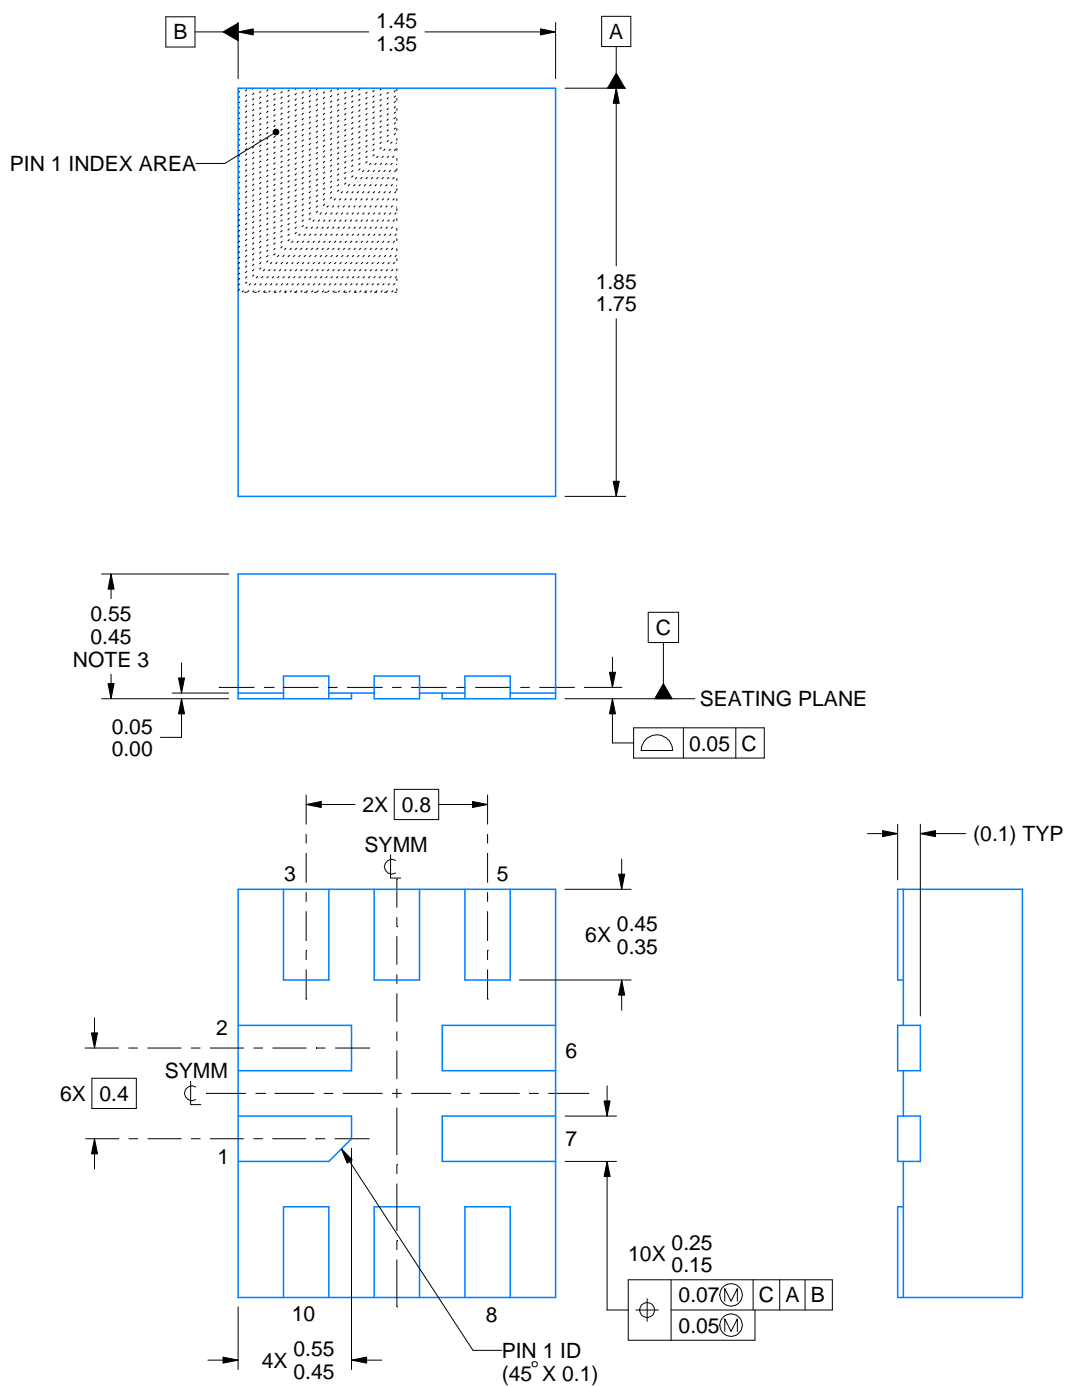 B
1.45
1.35
A
PIN 1 INDEX AREA
1.85
1.75
0.55
0.45
NOTE 3
C
SEATING PLANE
0.05
0.00
0.05 C
2X 0.8
SYMM
(0.1) TYP
3
5
6X 0.45
0.35
2
6
SYMM
6X 0.4
7
1
10X 0.25
0.15
0.07Ⓜ C A B
0.05Ⓜ
10
8
4X 0.55
0.45
PIN 1 ID
(45° X 0.1)